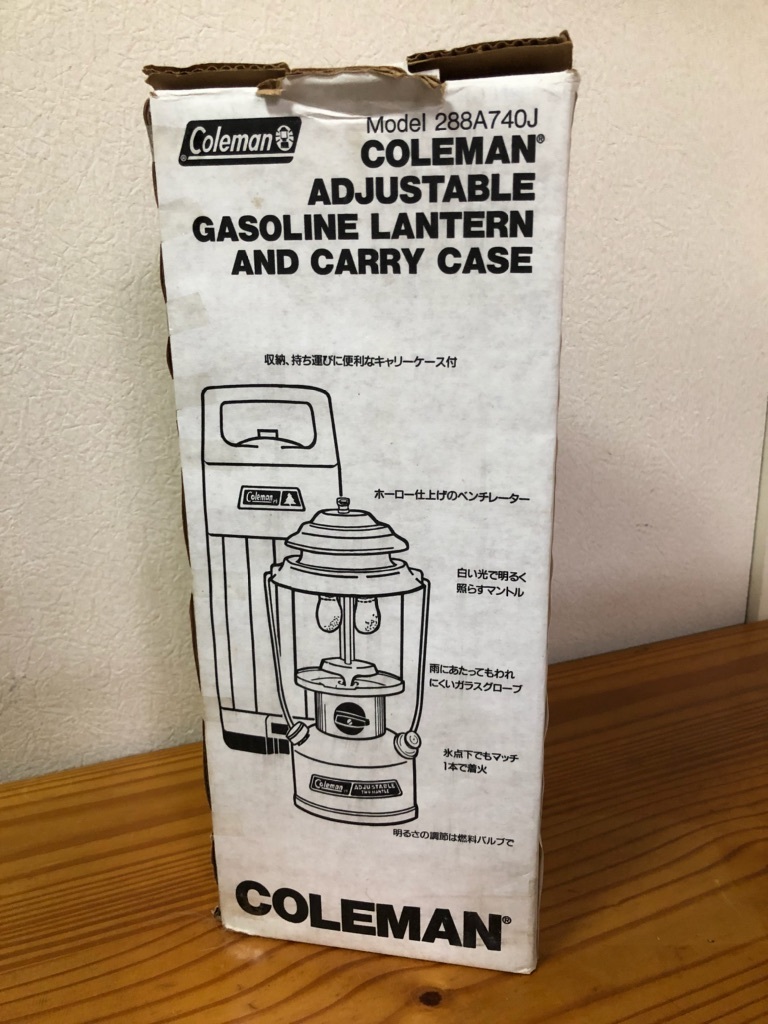 Coleman
Model 288A740J
COLEMAN®
ADJUSTABLE
GASOLINE LANTERN
AND CARRY CASE
収納、持ち運びに便利なキャリーケース付
Coleman
ホーロー仕上げのベンチレーター
白い光で明るく
照らすマントル
雨にあたってもわれ
にくいガラスグローブ
氷点下でもマッチ
1本で着火
Coleman ADJUSTABLE
TWO MANTLE
明るさの調節は燃料バルブで
COLEMAN®